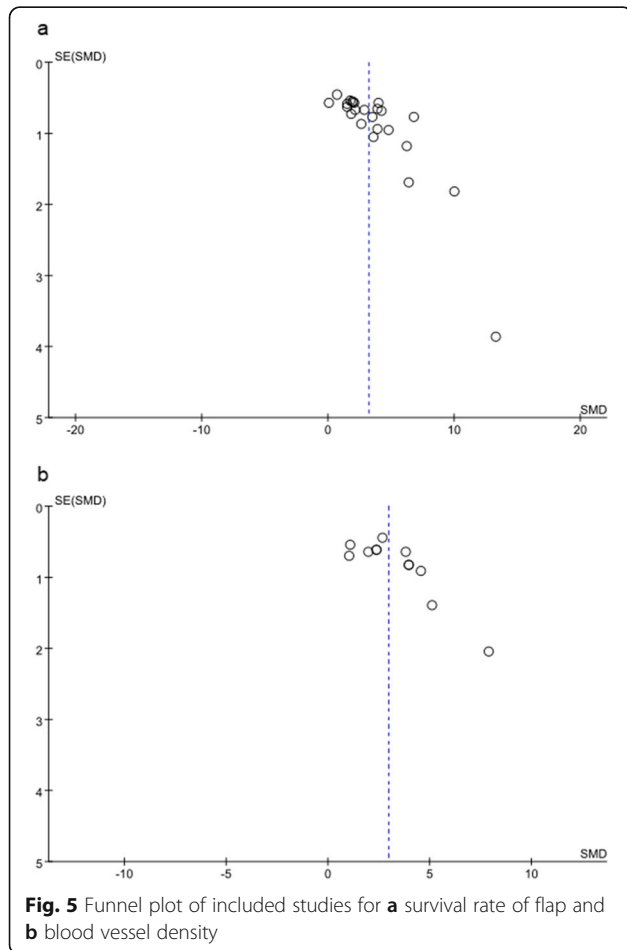 a
SE(SMD)
0
1
2
3
4
5
SMD
-20 -10 0 10 20
b
SE(SMD)
0
1
2
3
4
5
SMD
-10 -5 0 5 10
Fig. 5 Funnel plot of included studies for a survival rate of flap and
b blood vessel density